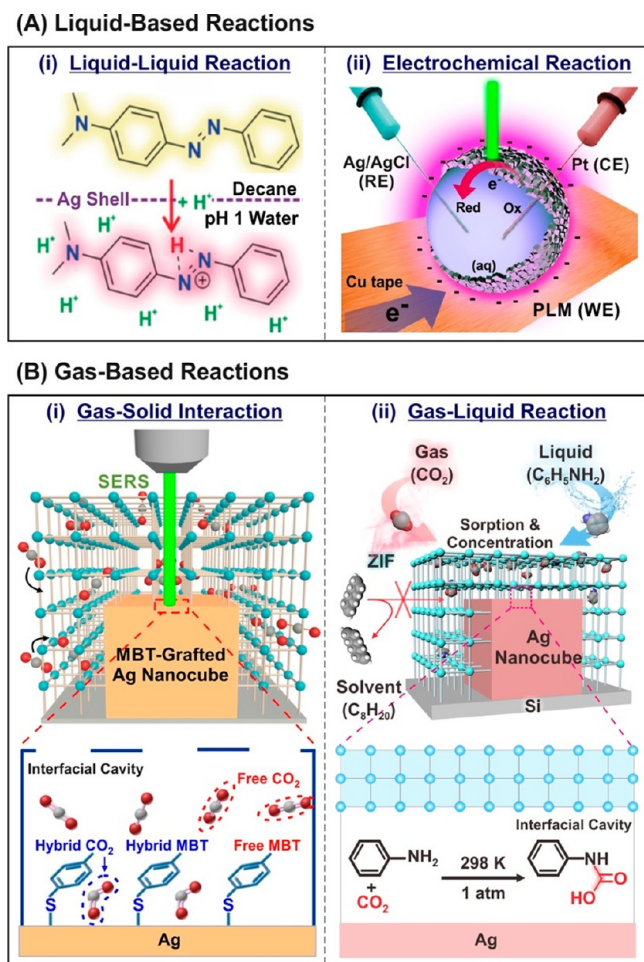 (A) Liquid-Based Reactions
(i) Liquid-Liquid Reaction
N
N
N
Ag Shell
+ H+
Decane
pH 1 Water
H+
H+
H
N
N
N
+
H+
H+
H+
H+
H+
(ii) Electrochemical Reaction
Ag/AgCl
(RE)
Pt (CE)
e-
Red
Ox
(aq)
Cu tape
e-
PLM (WE)
(B) Gas-Based Reactions
(i) Gas-Solid Interaction
SERS
MBT-Grafted
Ag Nanocube
Interfacial Cavity
Free CO2
Hybrid CO2
Hybrid MBT
Free MBT
S
S
S
Ag
(ii) Gas-Liquid Reaction
Gas
(CO2)
Liquid
(C6H5NH2)
Sorption &
Concentration
ZIF
Solvent
(C8H20)
Ag
Nanocube
Si
Interfacial Cavity
NH2
+
CO2
298 K
1 atm
NH
O
HO
Ag